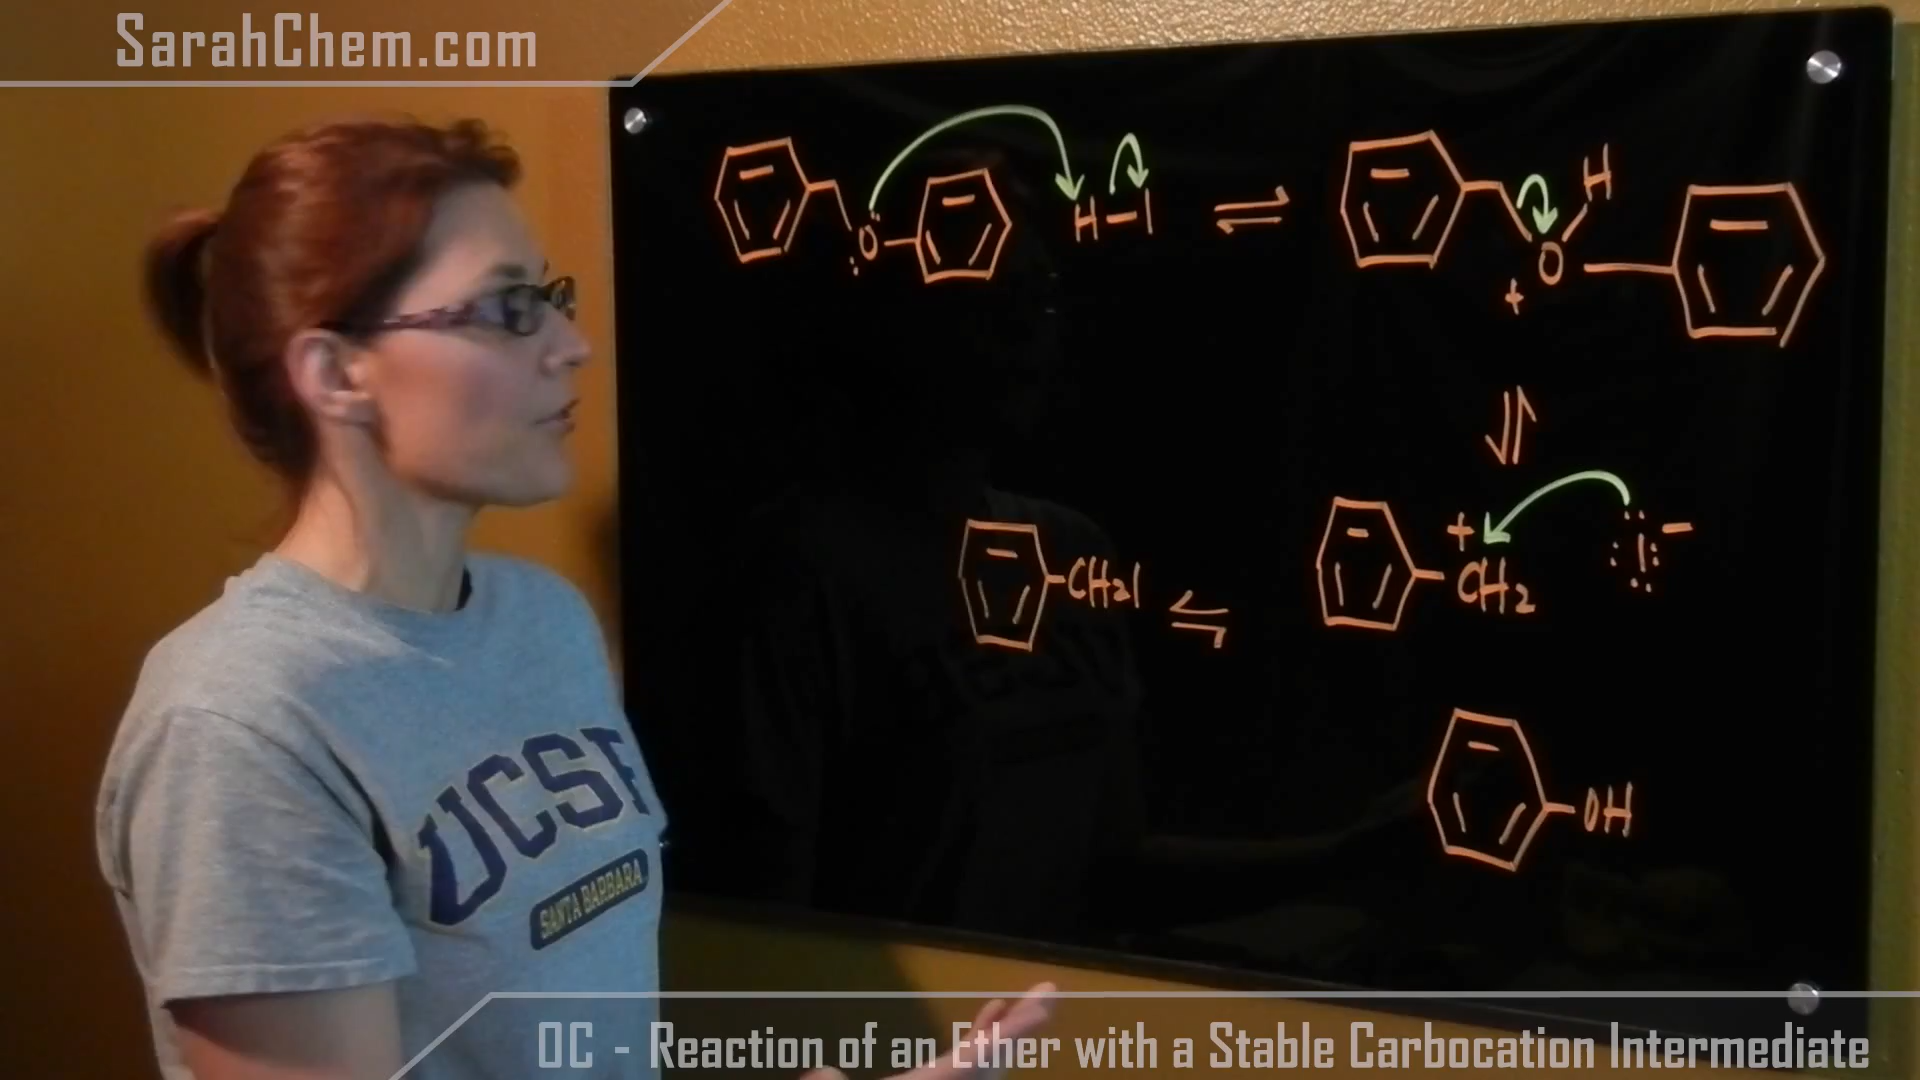 SarahChem.com
O
H-I
H
O
+
CH2I
+
CH2
I
-
OH
UCSB
SANTA BARBARA
OC - Reaction of an Ether with a Stable Carbocation Intermediate